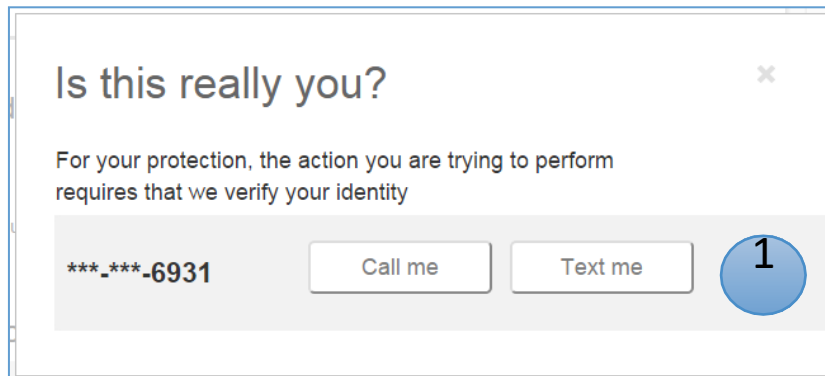 Is this really you?
For your protection, the action you are trying to perform
requires that we verify your identity
***-***-6931 Call me Text me 1